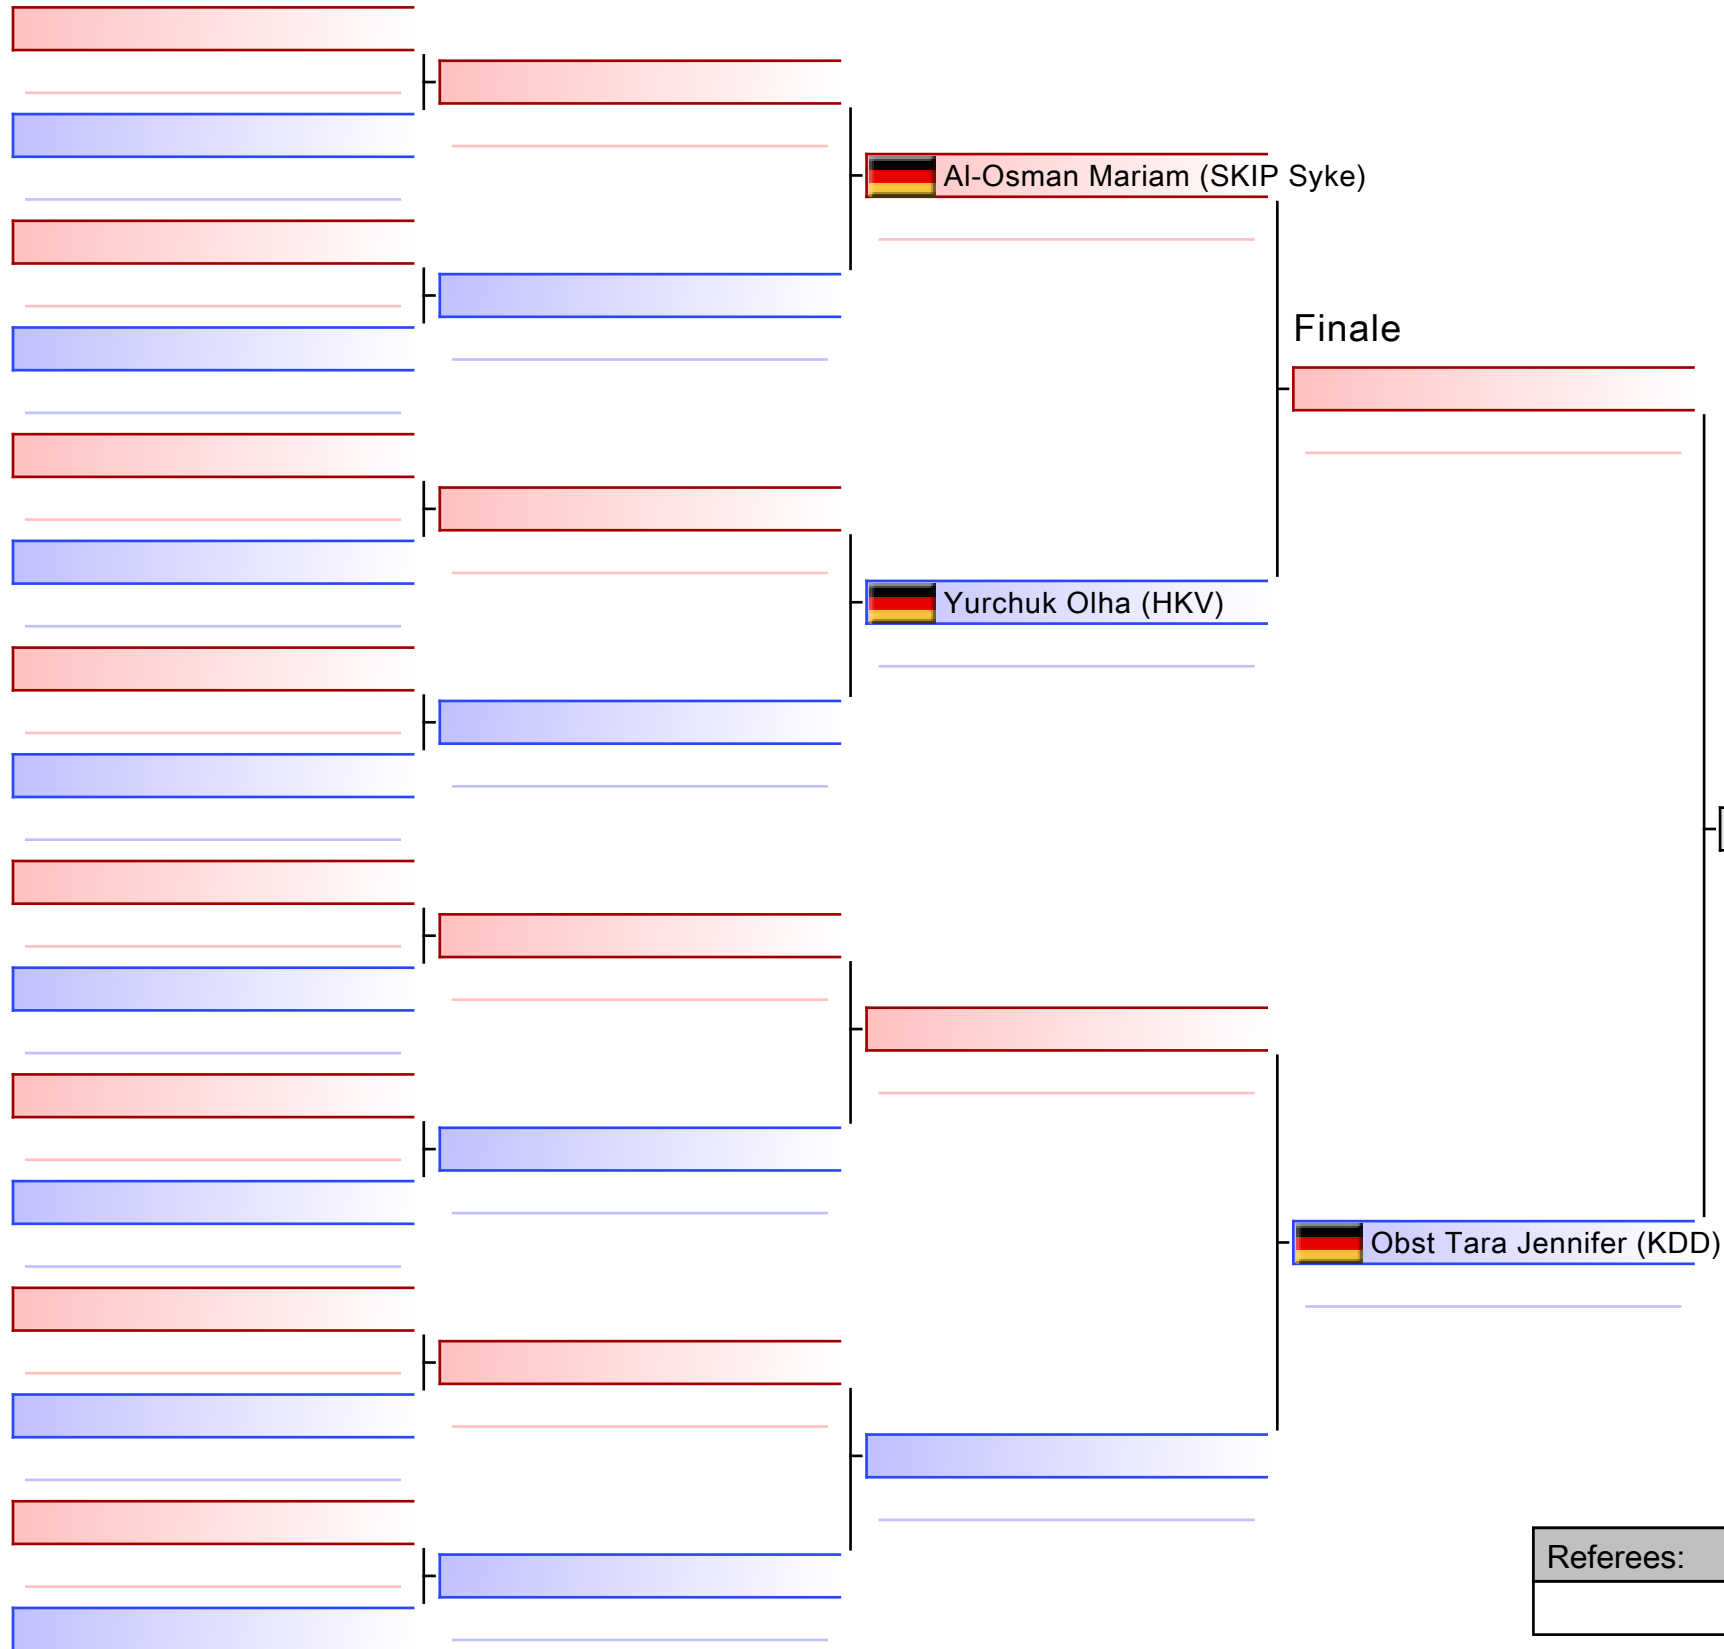 Al-Osman Mariam (SKIP Syke)
Finale
Yurchuk Olha (HKV)
Obst Tara Jennifer (KDD)
Referees: